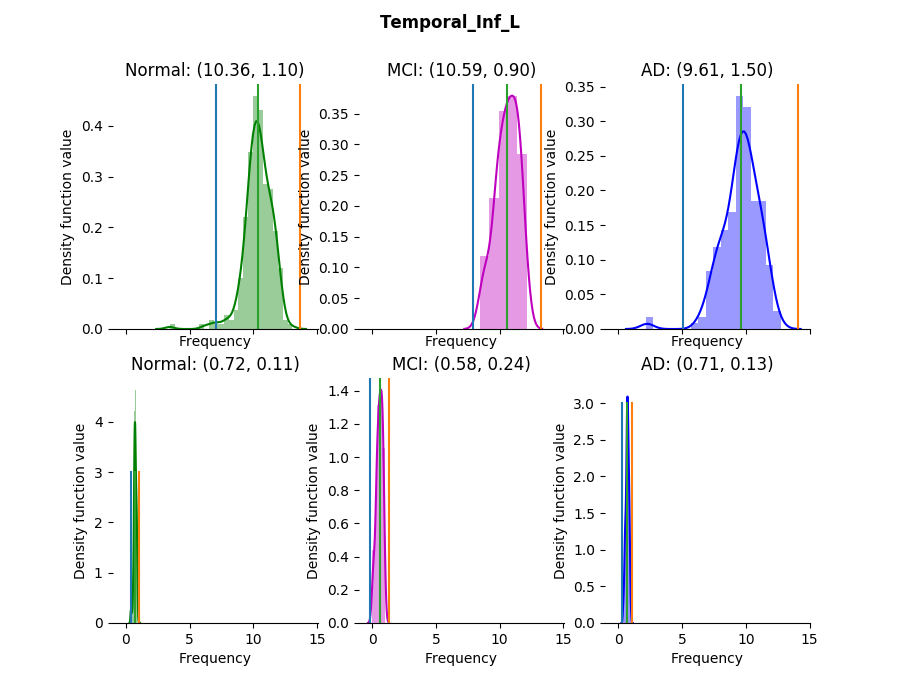 Temporal_Inf_L
Normal: (10.36, 1.10)
MCI: (10.59, 0.90)
AD: (9.61, 1.50)
Density function value
0.4
0.3
0.2
0.1
0.0
Frequency
Density function value
0.35
0.30
0.25
0.20
0.15
0.10
0.05
0.00
Frequency
Density function value
0.35
0.30
0.25
0.20
0.15
0.10
0.05
0.00
Frequency
Normal: (0.72, 0.11)
MCI: (0.58, 0.24)
AD: (0.71, 0.13)
Density function value
4
3
2
1
0
0 5 10 15
Frequency
Density function value
1.4
1.2
1.0
0.8
0.6
0.4
0.2
0.0
0 5 10 15
Frequency
Density function value
3.0
2.5
2.0
1.5
1.0
0.5
0.0
0 5 10 15
Frequency